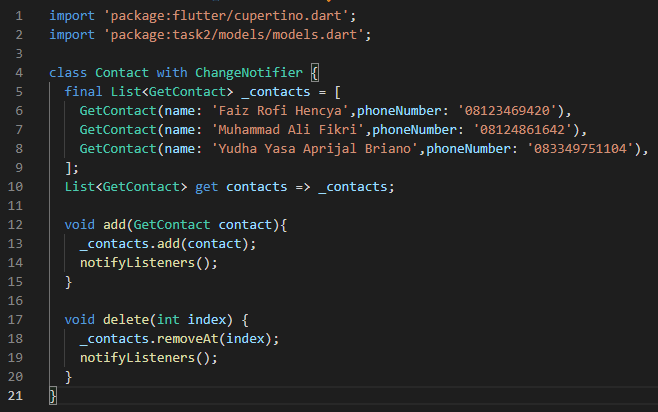 1 import 'package:flutter/cupertino.dart';
2 import 'package:task2/models/models.dart';
3
4 class Contact with ChangeNotifier {
5   final List<GetContact> _contacts = [
6     GetContact(name: 'Faiz Rofi Hencya',phoneNumber: '08123469420'),
7     GetContact(name: 'Muhammad Ali Fikri',phoneNumber: '08124861642'),
8     GetContact(name: 'Yudha Yasa Aprijal Briano',phoneNumber: '083349751104'),
9   ];
10   List<GetContact> get contacts => _contacts;
11
12   void add(GetContact contact){
13     _contacts.add(contact);
14     notifyListeners();
15   }
16
17   void delete(int index) {
18     _contacts.removeAt(index);
19     notifyListeners();
20   }
21 }